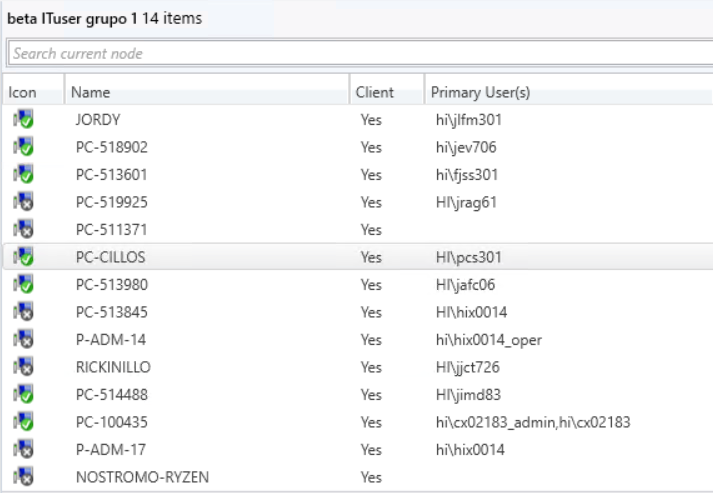 beta ITuser grupo 1 14 items
Search current node
Icon Name Client Primary User(s)
JORDY Yes hi\jlfm301
PC-518902 Yes hi\jev706
PC-513601 Yes hi\fjss301
PC-519925 Yes HI\jrag61
PC-511371 Yes
PC-CILLOS Yes HI\pcs301
PC-513980 Yes HI\jafc06
PC-513845 Yes HI\hix0014
P-ADM-14 Yes hi\hix0014_oper
RICKINILLO Yes HI\jjct726
PC-514488 Yes HI\jimd83
PC-100435 Yes hi\cx02183_admin,hi\cx02183
P-ADM-17 Yes hi\hix0014
NOSTROMO-RYZEN Yes